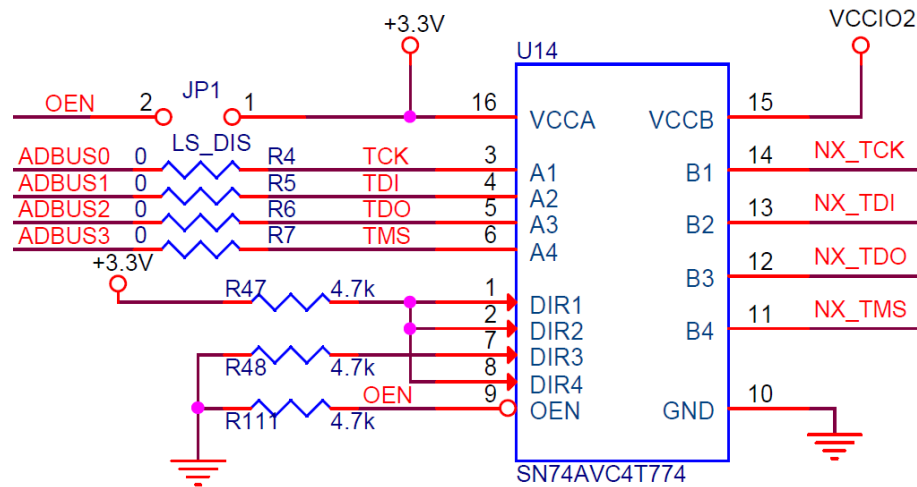 +3.3V
VCCIO2
U14
OEN 2 JP1 1 16 VCCA VCCB 15
LS_DIS
ADBUS0 0 R4 TCK 3 A1 B1 14 NX_TCK
ADBUS1 0 R5 TDI 4 A2 B2 13 NX_TDI
ADBUS2 0 R6 TDO 5 A3 B3 12 NX_TDO
ADBUS3 0 R7 TMS 6 A4 B4 11 NX_TMS
+3.3V
R47 4.7k 1 DIR1
2 DIR2
R48 4.7k 7 DIR3
8 DIR4
R111 4.7k OEN 9 OEN GND 10
SN74AVC4T774